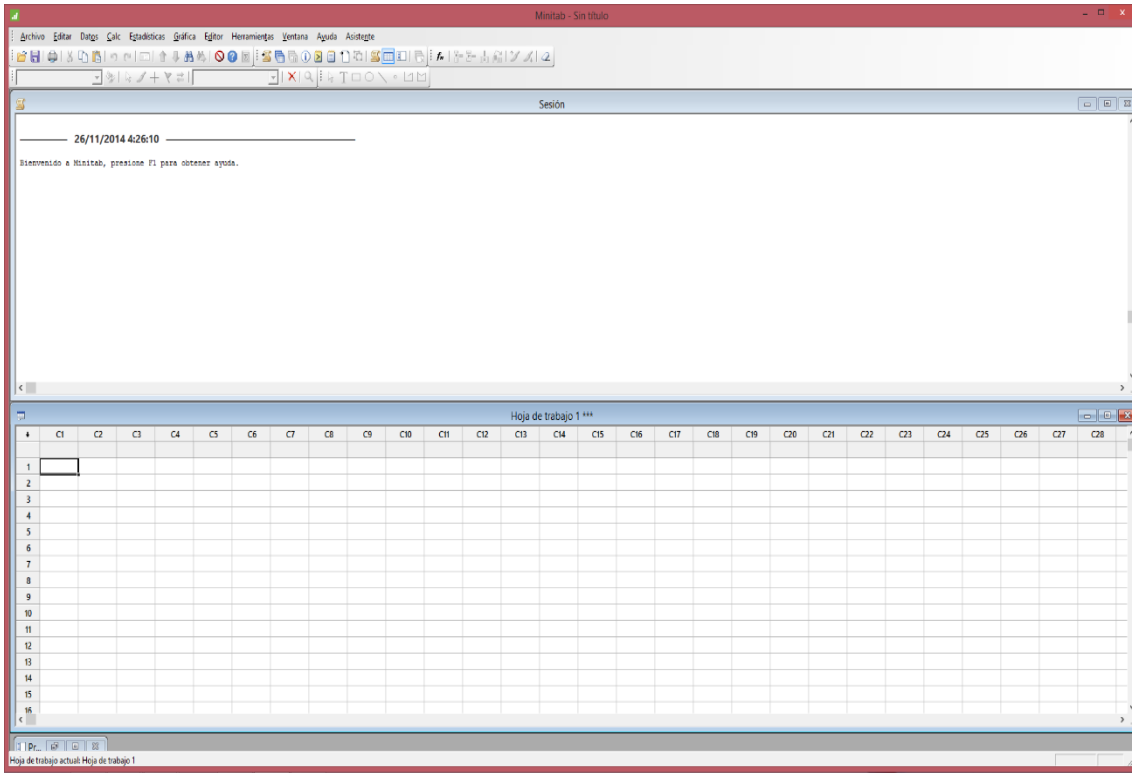 Minitab - Sin título
Archivo Editar Datos Calc Estadísticas Gráfica Editor Herramientas Ventana Ayuda Asistente
Sesión
26/11/2014 4:26:10
Bienvenido a Minitab, presione F1 para obtener ayuda.
Hoja de trabajo 1 ***
C1 C2 C3 C4 C5 C6 C7 C8 C9 C10 C11 C12 C13 C14 C15 C16 C17 C18 C19 C20 C21 C22 C23 C24 C25 C26 C27 C28
1
2
3
4
5
6
7
8
9
10
11
12
13
14
15
16
Pr...
Hoja de trabajo actual: Hoja de trabajo 1